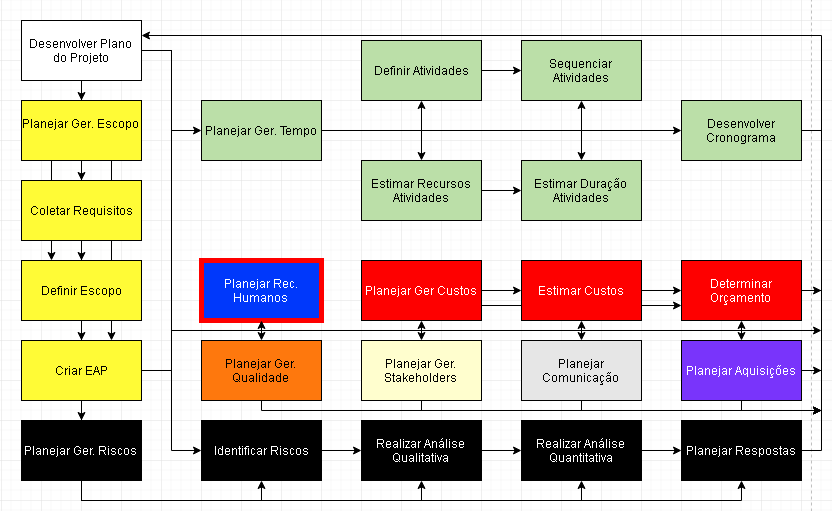 Desenvolver Plano
do Projeto
Definir Atividades
Sequenciar
Atividades
Planejar Ger. Escopo
Planejar Ger. Tempo
Desenvolver
Cronograma
Coletar Requisitos
Estimar Recursos
Atividades
Estimar Duração
Atividades
Definir Escopo
Planejar Rec.
Humanos
Planejar Ger Custos
Estimar Custos
Determinar
Orçamento
Criar EAP
Planejar Ger.
Qualidade
Planejar Ger.
Stakeholders
Planejar
Comunicação
Planejar Aquisições
Planejar Ger. Riscos
Identificar Riscos
Realizar Análise
Qualitativa
Realizar Análise
Quantitativa
Planejar Respostas